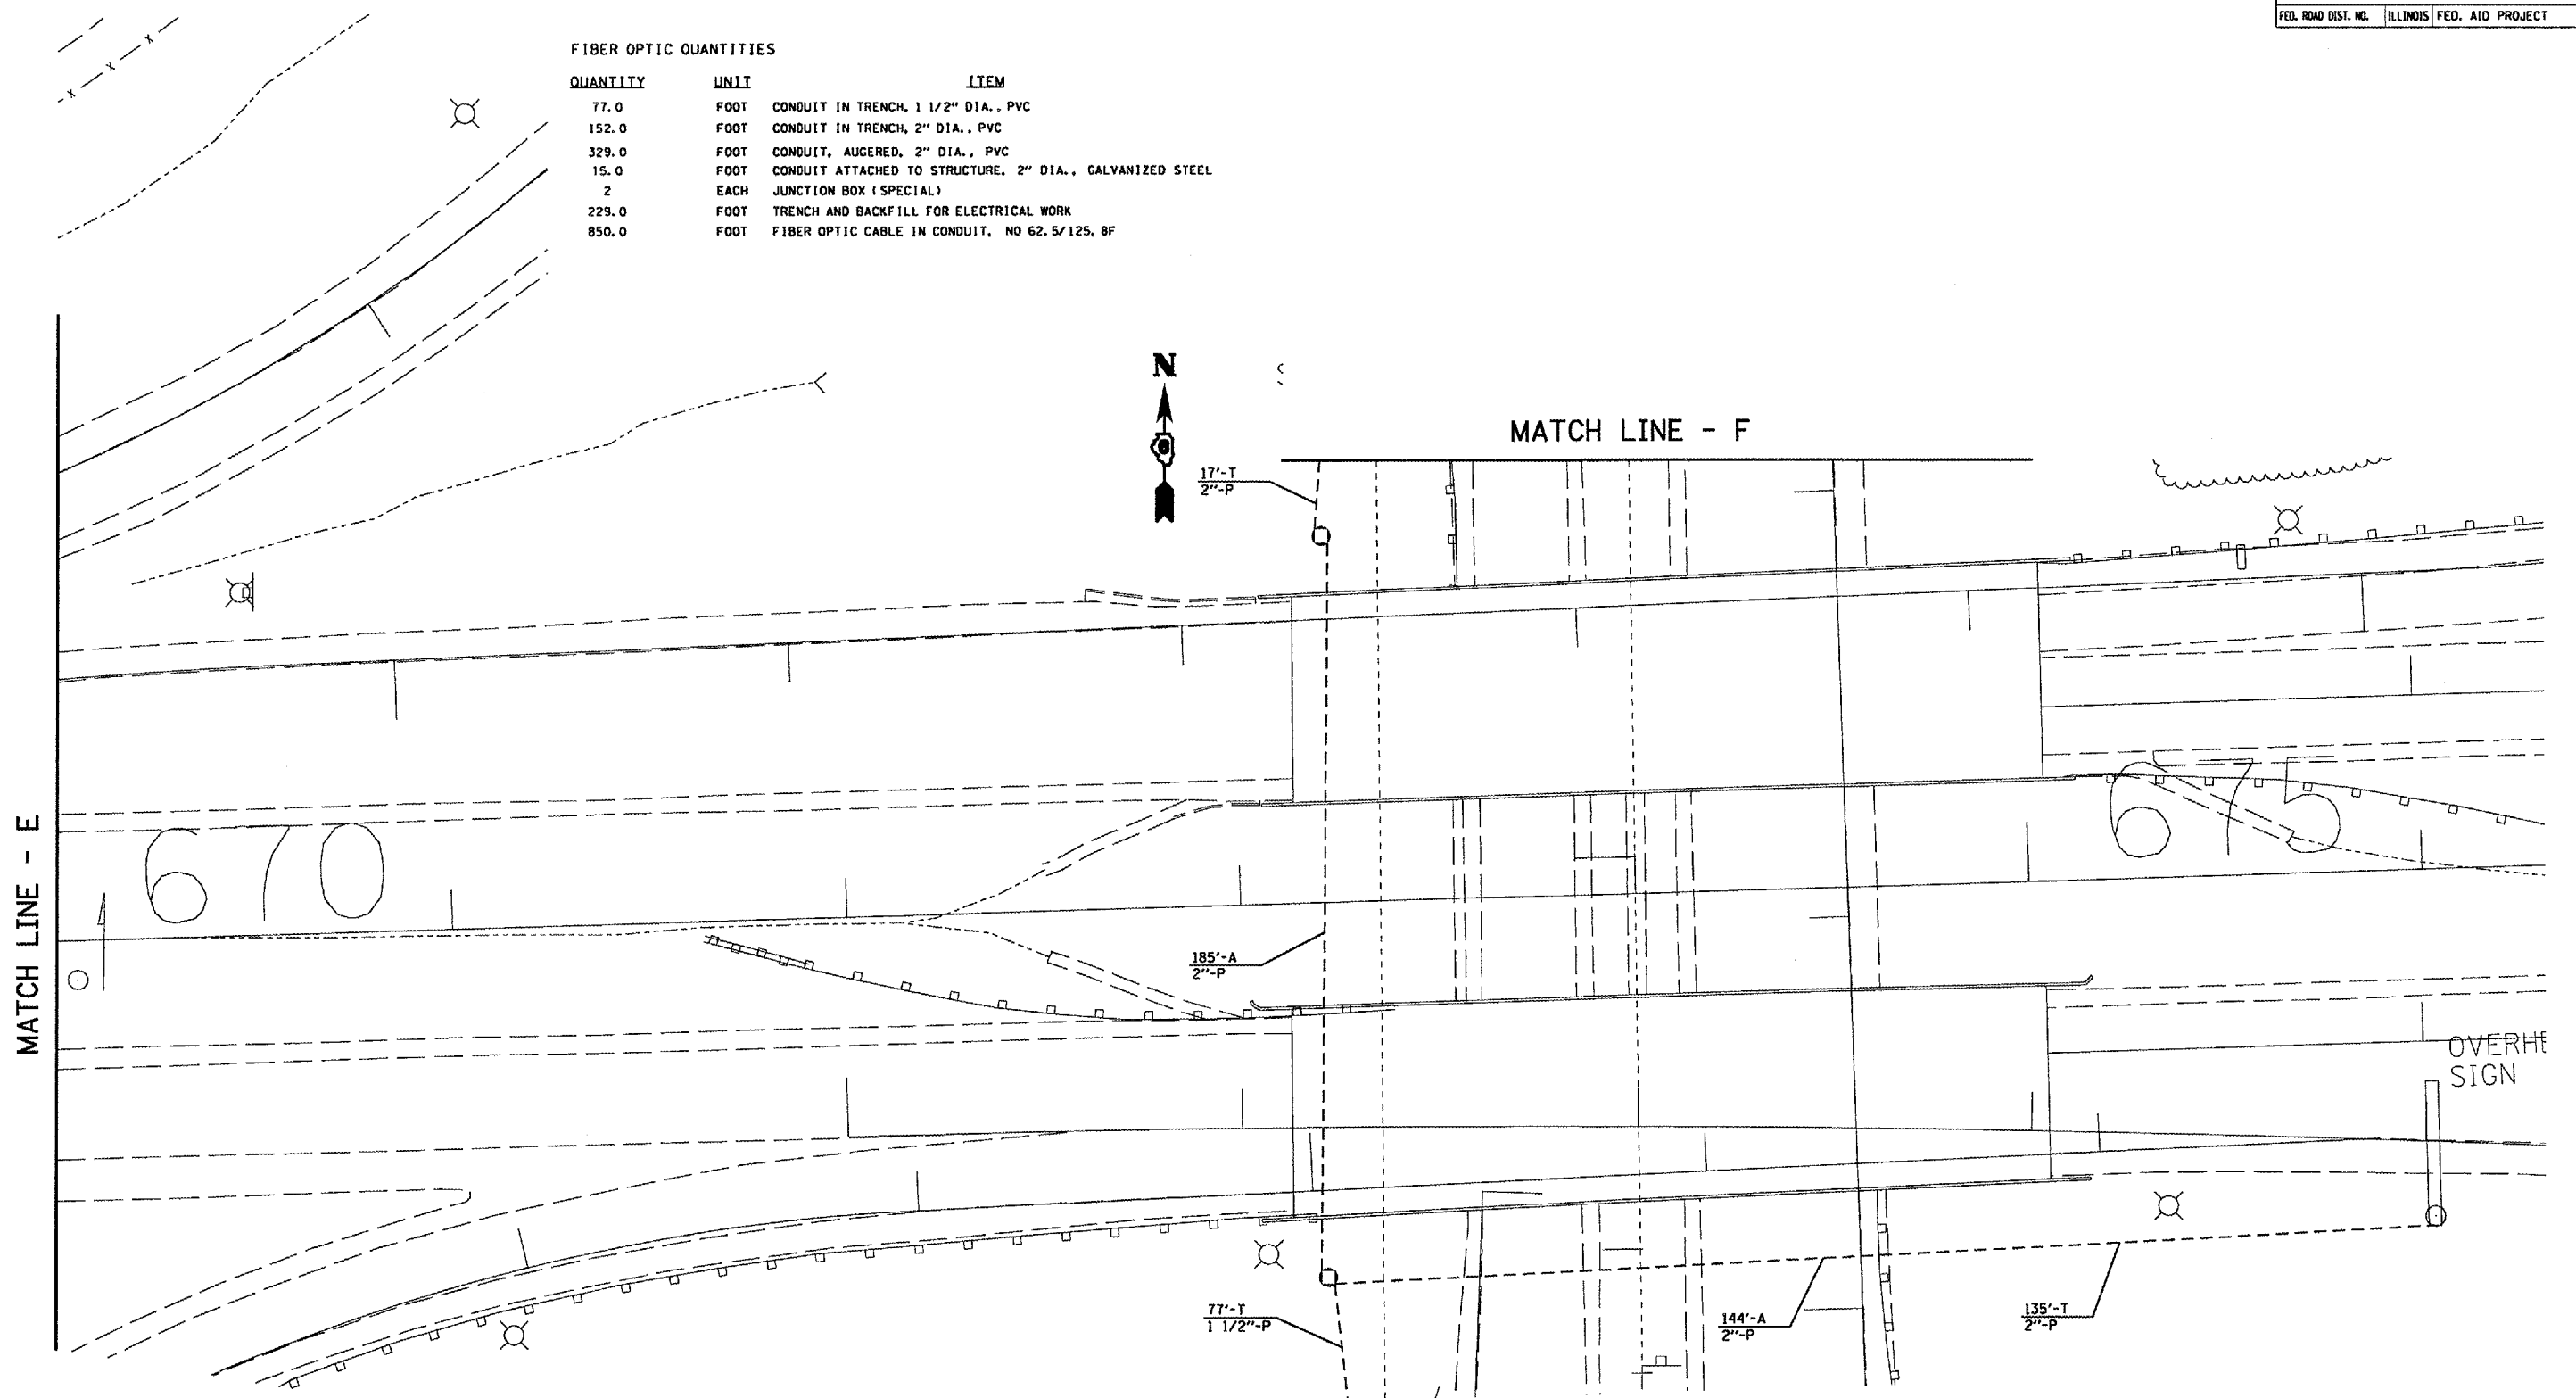 FED. ROAD DIST. NO. ILLINOIS FED. AID PROJECT
FIBER OPTIC QUANTITIES
QUANTITY UNIT ITEM
77.0 FOOT CONDUIT IN TRENCH, 1 1/2" DIA., PVC
152.0 FOOT CONDUIT IN TRENCH, 2" DIA., PVC
329.0 FOOT CONDUIT, AUGERED, 2" DIA., PVC
15.0 FOOT CONDUIT ATTACHED TO STRUCTURE, 2" DIA., GALVANIZED STEEL
2 EACH JUNCTION BOX (SPECIAL)
229.0 FOOT TRENCH AND BACKFILL FOR ELECTRICAL WORK
850.0 FOOT FIBER OPTIC CABLE IN CONDUIT, NO 62.5/125, 8F
N
MATCH LINE - F
17'-T
2"-P
MATCH LINE - E
670
675
185'-A
2"-P
OVERHE
SIGN
77'-T
1 1/2"-P
144'-A
2"-P
135'-T
2"-P